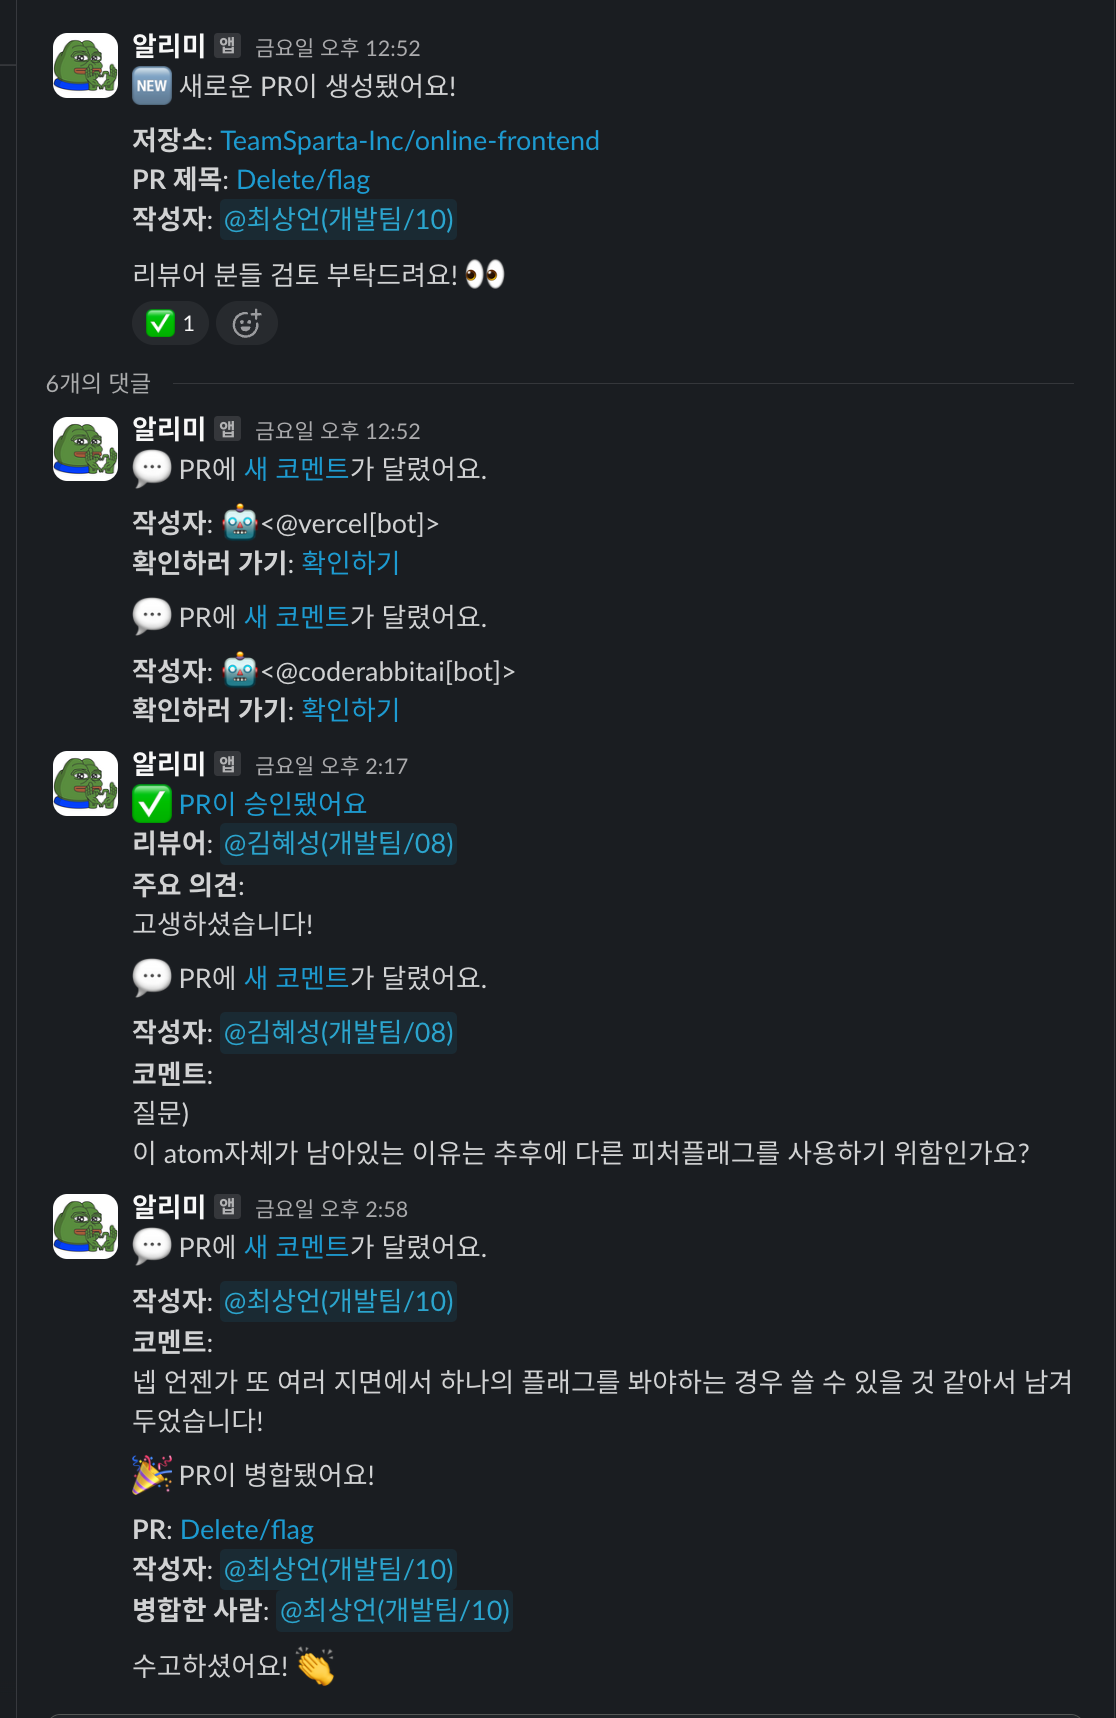 알리미 앱 금요일 오후 12:52
NEW 새로운 PR이 생성됐어요!
저장소: TeamSparta-Inc/online-frontend
PR 제목: Delete/flag
작성자: @최상언(개발팀/10)
리뷰어 분들 검토 부탁드려요! 👀
✅ 1
6개의 댓글
알리미 앱 금요일 오후 12:52
💬 PR에 새 코멘트가 달렸어요.
작성자: 🤖<@vercel[bot]>
확인하러 가기: 확인하기
💬 PR에 새 코멘트가 달렸어요.
작성자: 🤖<@coderabbitai[bot]>
확인하러 가기: 확인하기
알리미 앱 금요일 오후 2:17
✅ PR이 승인됐어요
리뷰어: @김혜성(개발팀/08)
주요 의견:
고생하셨습니다!
💬 PR에 새 코멘트가 달렸어요.
작성자: @김혜성(개발팀/08)
코멘트:
질문)
이 atom자체가 남아있는 이유는 추후에 다른 피처플래그를 사용하기 위함인가요?
알리미 앱 금요일 오후 2:58
💬 PR에 새 코멘트가 달렸어요.
작성자: @최상언(개발팀/10)
코멘트:
넵 언젠가 또 여러 지면에서 하나의 플래그를 봐야하는 경우 쓸 수 있을 것 같아서 남겨
두었습니다!
🎉 PR이 병합됐어요!
PR: Delete/flag
작성자: @최상언(개발팀/10)
병합한 사람: @최상언(개발팀/10)
수고하셨어요! 👏